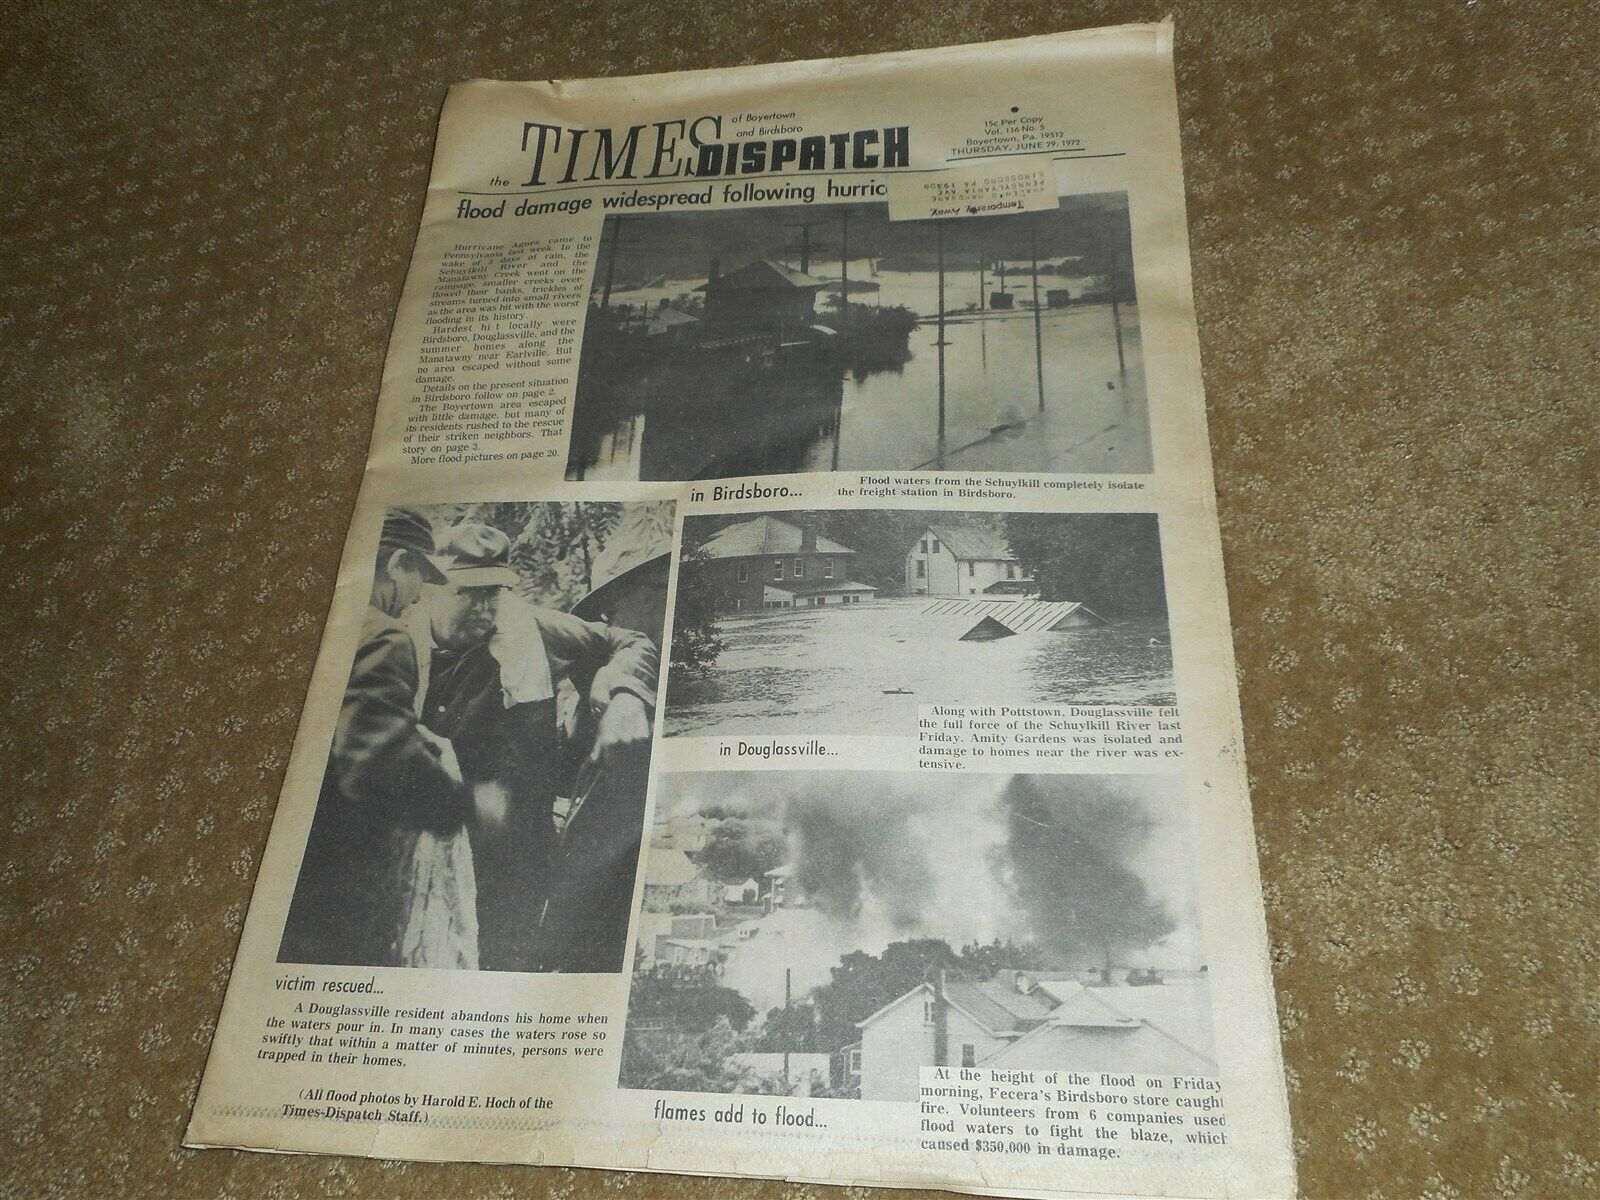 the TIMES DISPATCH
of Boyertown
and Birdsboro
15c Per Copy
Vol. 116 No. 5
Boyertown, Pa. 19512
THURSDAY, JUNE 29, 1972
flood damage widespread following hurric
Temporarily Away
HARDWARE
PENNSYLVANIA AVE
BIRDSBORO PA 19508
Hurricane Agnes came to
Pennsylvania last week. In the
wake of 3 days of rain, the
Schuylkill River and the
Manatawny Creek went on the
rampage, smaller creeks over-
flowed their banks, trickles of
streams turned into small rivers
as the area was hit with the worst
flooding in its history.
Hardest hit locally were
Birdsboro, Douglassville, and the
summer homes along the
Manatawny near Earlville. But
no area escaped without some
damage.
Details on the present situation
in Birdsboro follow on page 2.
The Boyertown area escaped
with little damage, but many of
its residents rushed to the rescue
of their striken neighbors. That
story on page 3.
More flood pictures on page 20.
in Birdsboro...
Flood waters from the Schuylkill completely isolate
the freight station in Birdsboro.
in Douglassville...
Along with Pottstown, Douglassville felt
the full force of the Schuylkill River last
Friday. Amity Gardens was isolated and
damage to homes near the river was ex-
tensive.
victim rescued...
A Douglassville resident abandons his home when
the waters pour in. In many cases the waters rose so
swiftly that within a matter of minutes, persons were
trapped in their homes.
(All flood photos by Harold E. Hoch of the
Times-Dispatch Staff.)
flames add to flood...
At the height of the flood on Friday
morning, Fecera's Birdsboro store caught
fire. Volunteers from 6 companies used
flood waters to fight the blaze, which
caused $350,000 in damage.